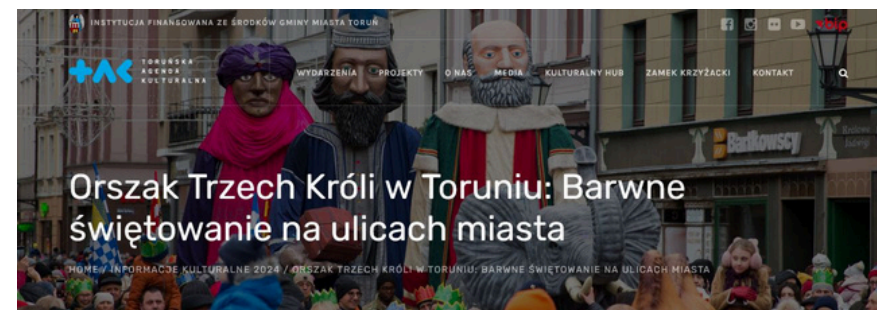 INSTYTUCJA FINANSOWANA ZE ŚRODKÓW GMINY MIASTA TORUŃ
bip
TORUŃSKA
AGENDA
KULTURALNA
WYDARZENIA PROJEKTY O NAS MEDIA KULTURALNY HUB ZAMEK KRZYŻACKI KONTAKT
Bartkowscy
Orszak Trzech Króli w Toruniu: Barwne
świętowanie na ulicach miasta
HOME / INFORMACJE KULTURALNE 2024 / ORSZAK TRZECH KRÓLI W TORUNIU: BARWNE ŚWIĘTOWANIE NA ULICACH MIASTA